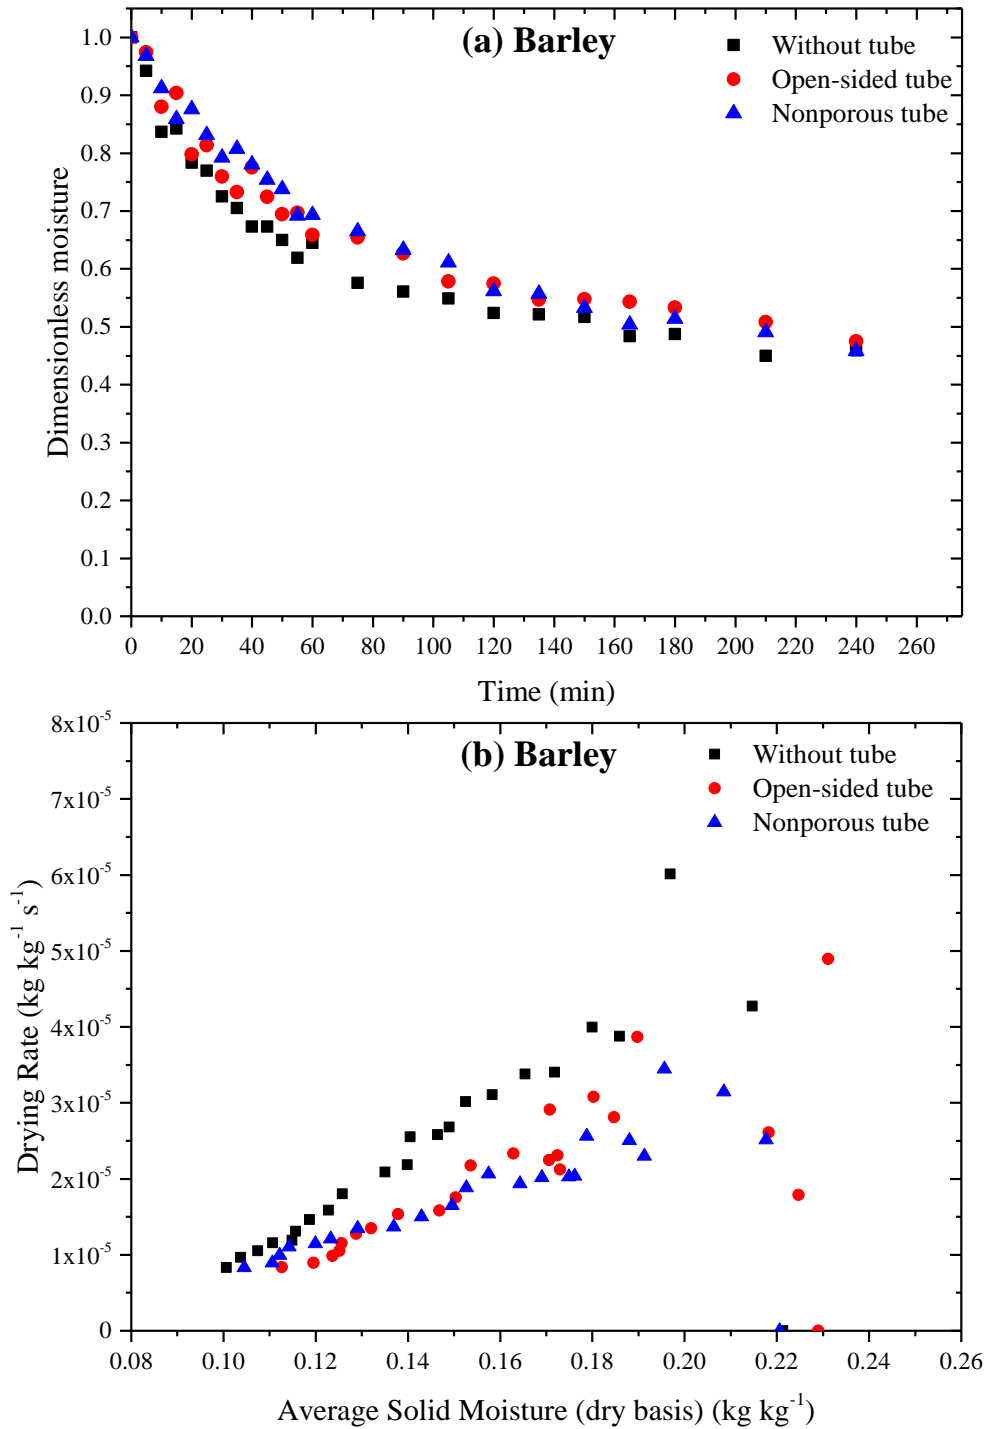 (a) Barley
Without tube
Open-sided tube
Nonporous tube
1.0
0.9
0.8
0.7
0.6
0.5
0.4
0.3
0.2
0.1
0.0
Dimensionless moisture
0 20 40 60 80 100 120 140 160 180 200 220 240 260
Time (min)
(b) Barley
Without tube
Open-sided tube
Nonporous tube
8x10⁻⁵
7x10⁻⁵
6x10⁻⁵
5x10⁻⁵
4x10⁻⁵
3x10⁻⁵
2x10⁻⁵
1x10⁻⁵
0
Drying Rate (kg kg⁻¹ s⁻¹)
0.08 0.10 0.12 0.14 0.16 0.18 0.20 0.22 0.24 0.26
Average Solid Moisture (dry basis) (kg kg⁻¹)